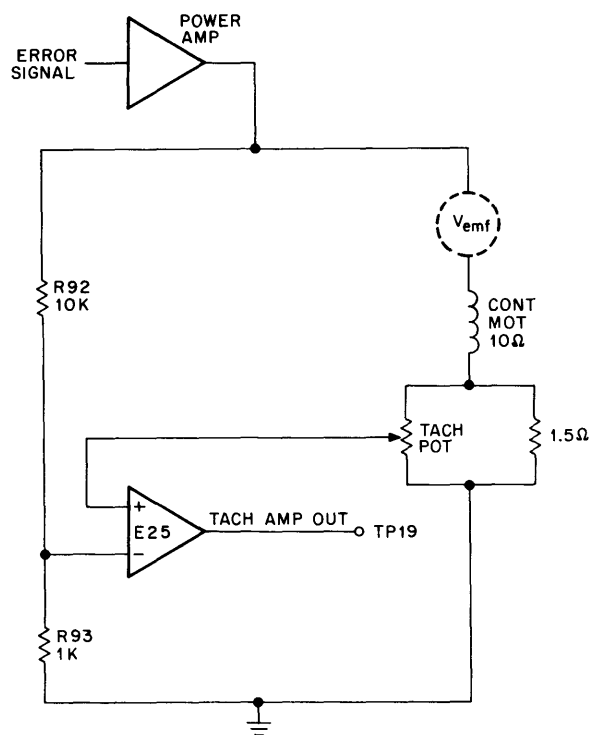 POWER
AMP
ERROR
SIGNAL
Vemf
R92
10K
CONT
MOT
10Ω
TACH
POT
1.5Ω
+
E25
-
TACH AMP OUT
TP19
R93
1K